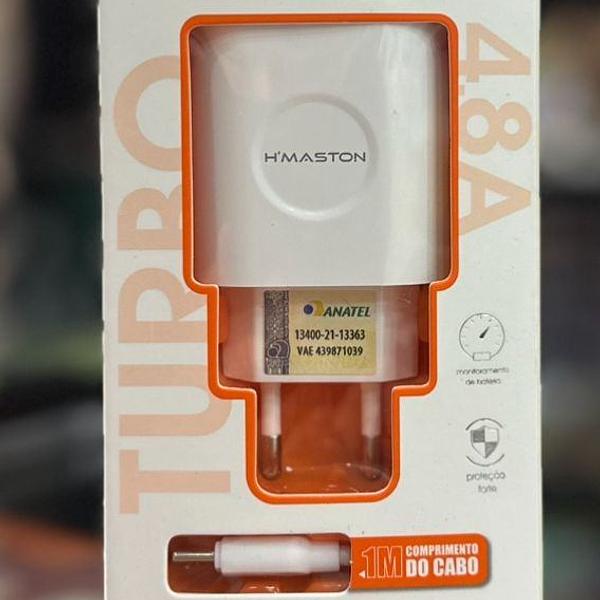 TURBO
4.8A
H'MASTON
ANATEL
13400-21-13363
VAE 439871039
monitoramento
de bateria
proteção
forte
1M
COMPRIMENTO
DO CABO